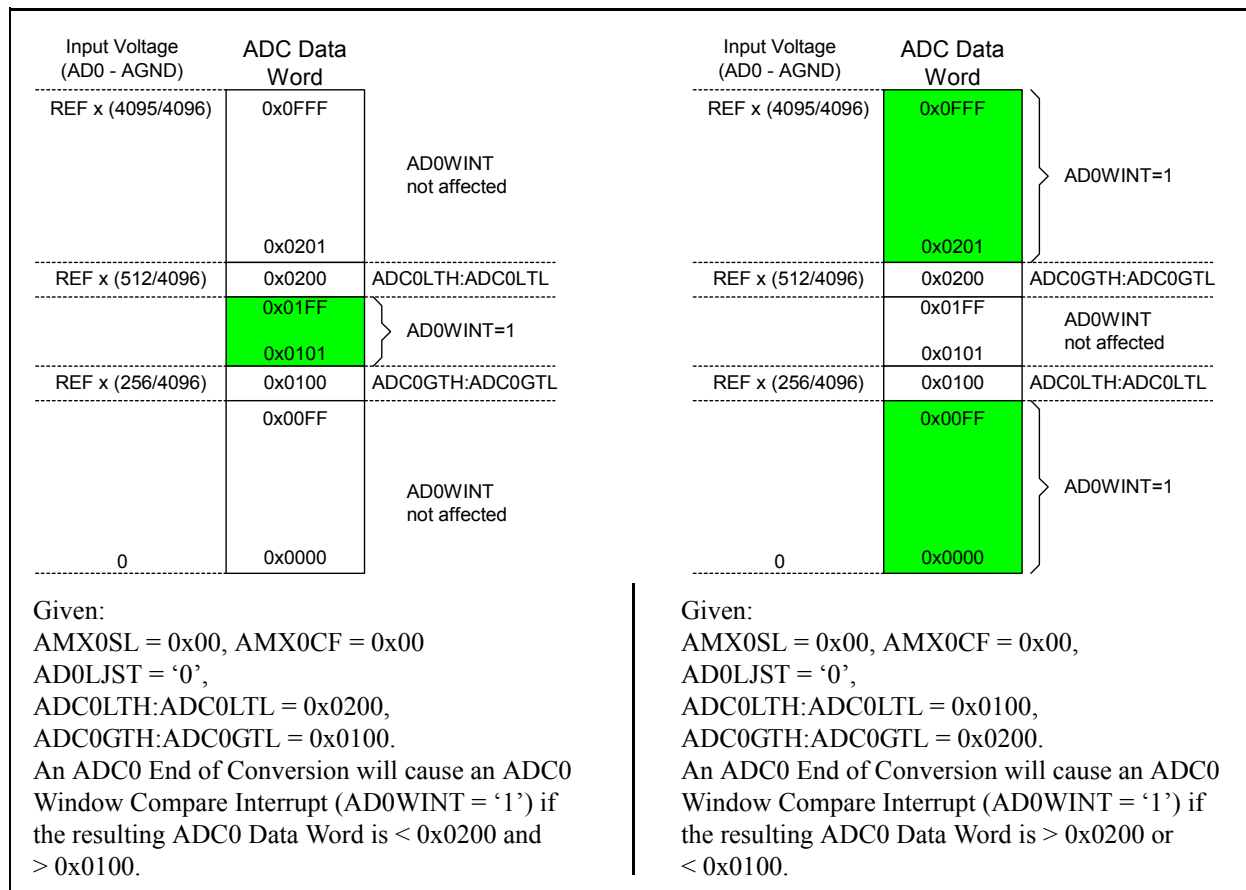 Input Voltage
(AD0 - AGND)
ADC Data
Word
REF x (4095/4096)
0x0FFF
AD0WINT
not affected
0x0201
REF x (512/4096)
0x0200
ADC0LTH:ADC0LTL
0x01FF
AD0WINT=1
0x0101
REF x (256/4096)
0x0100
ADC0GTH:ADC0GTL
0x00FF
AD0WINT
not affected
0
0x0000
Given:
AMX0SL = 0x00, AMX0CF = 0x00
AD0LJST = ‘0’,
ADC0LTH:ADC0LTL = 0x0200,
ADC0GTH:ADC0GTL = 0x0100.
An ADC0 End of Conversion will cause an ADC0
Window Compare Interrupt (AD0WINT = ‘1’) if
the resulting ADC0 Data Word is < 0x0200 and
> 0x0100.
Input Voltage
(AD0 - AGND)
ADC Data
Word
REF x (4095/4096)
0x0FFF
AD0WINT=1
0x0201
REF x (512/4096)
0x0200
ADC0GTH:ADC0GTL
0x01FF
AD0WINT
not affected
0x0101
REF x (256/4096)
0x0100
ADC0LTH:ADC0LTL
0x00FF
AD0WINT=1
0
0x0000
Given:
AMX0SL = 0x00, AMX0CF = 0x00,
AD0LJST = ‘0’,
ADC0LTH:ADC0LTL = 0x0100,
ADC0GTH:ADC0GTL = 0x0200.
An ADC0 End of Conversion will cause an ADC0
Window Compare Interrupt (AD0WINT = ‘1’) if
the resulting ADC0 Data Word is > 0x0200 or
< 0x0100.